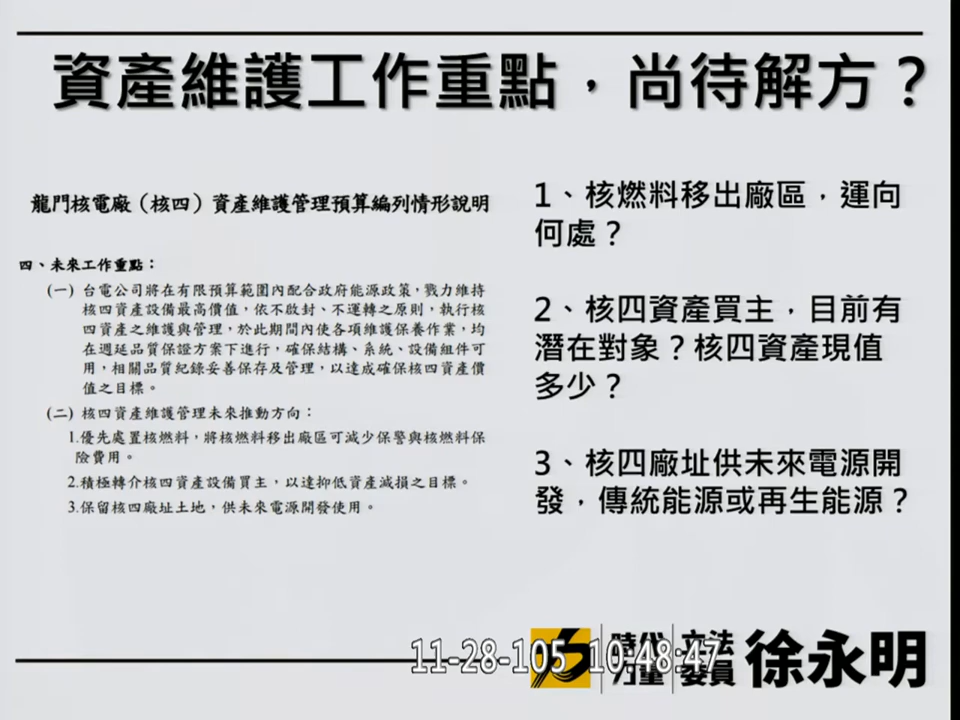 資產維護工作重點，尚待解方？
龍門核電廠（核四）資產維護管理預算編列情形說明
四、未來工作重點：
(一) 台電公司將在有限預算範圍內配合政府能源政策，戮力維持
核四資產設備最高價值，依不啟封、不運轉之原則，執行核
四資產之維護與管理，於此期間內使各項維護保養作業，均
在週延品質保證方案下進行，確保結構、系統、設備組件可
用，相關品質紀錄妥善保存及管理，以達成確保核四資產價
值之目標。
(二) 核四資產維護管理未來推動方向：
1.優先處置核燃料，將核燃料移出廠區可減少保警與核燃料保
險費用。
2.積極轉介核四資產設備買主，以達抑低資產減損之目標。
3.保留核四廠址土地，供未來電源開發使用。
1、核燃料移出廠區，運向
何處？
2、核四資產買主，目前有
潛在對象？核四資產現值
多少？
3、核四廠址供未來電源開
發，傳統能源或再生能源？
時代
力量
立法
委員
徐永明
11-28-105 10:48:47